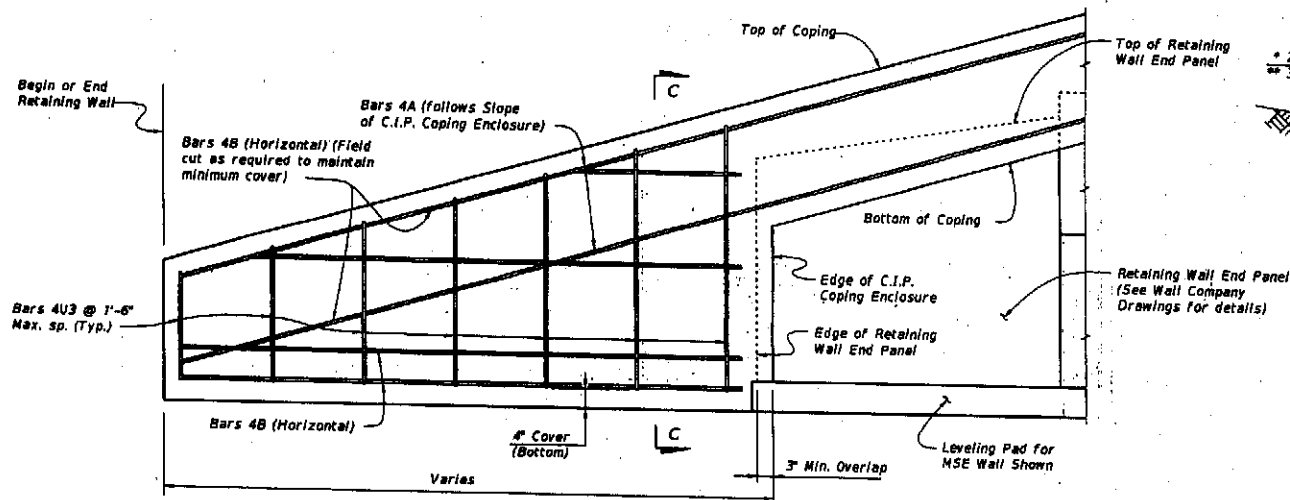 Top of Coping
Top of Retaining
Wall End Panel
* 2
** 3
Begin or End
Retaining Wall
C
Bars 4A (follows Slope
of C.I.P. Coping Enclosure)
Bars 4B (Horizontal) (Field
cut as required to maintain
minimum cover)
Bottom of Coping
Bars 4U3 @ 1'-6"
Max. sp. (Typ.)
Edge of C.I.P.
Coping Enclosure
Retaining Wall End Panel
(See Wall Company
Drawings for details)
Edge of Retaining
Wall End Panel
Bars 4B (Horizontal)
4" Cover
(Bottom)
C
3" Min. Overlap
Leveling Pad for
MSE Wall Shown
Varies